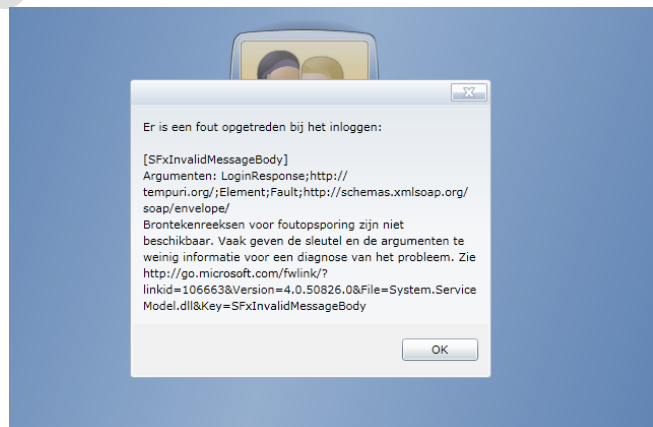 Er is een fout opgetreden bij het inloggen:
[SFxInvalidMessageBody]
Argumenten: LoginResponse;http://
tempuri.org/;Element;Fault;http://schemas.xmlsoap.org/
soap/envelope/
Brontekenreeksen voor foutopsporing zijn niet
beschikbaar. Vaak geven de sleutel en de argumenten te
weinig informatie voor een diagnose van het probleem. Zie
http://go.microsoft.com/fwlink/?
linkid=106663&Version=4.0.50826.0&File=System.Service
Model.dll&Key=SFxInvalidMessageBody
OK